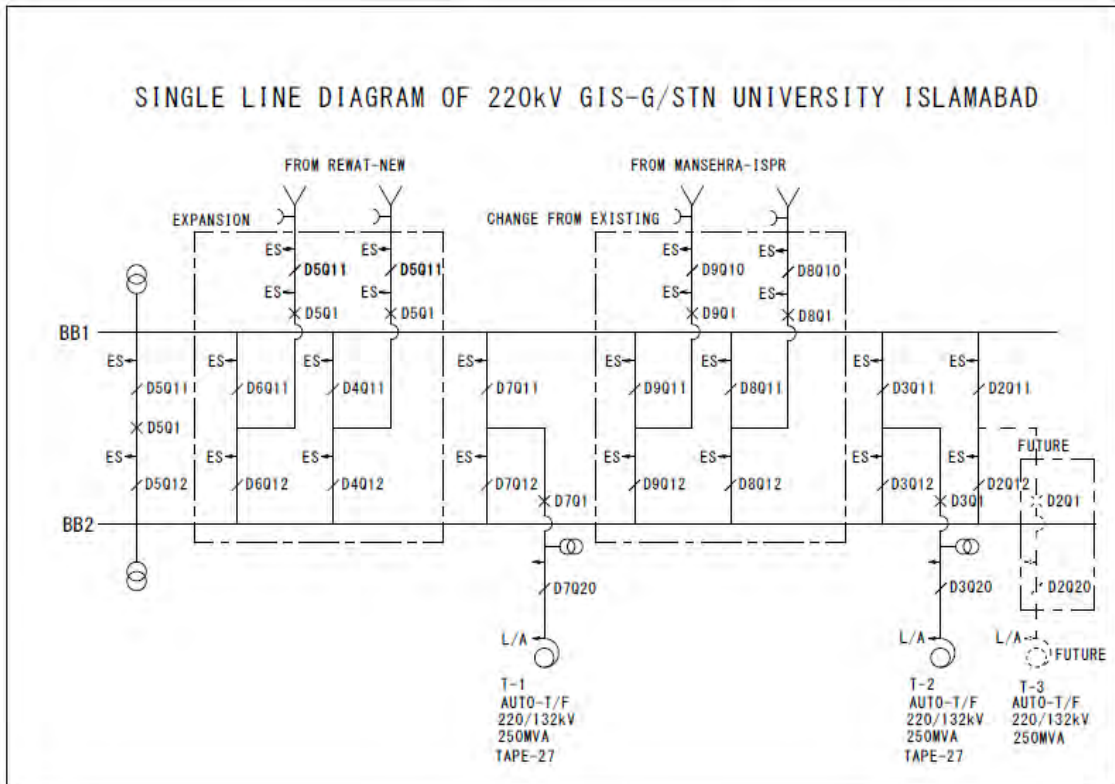 SINGLE LINE DIAGRAM OF 220kV GIS-G/STN UNIVERSITY ISLAMABAD
FROM REWAT-NEW
FROM MANSEHRA-ISPR
EXPANSION
CHANGE FROM EXISTING
ES ES ES ES
D5Q11 D5Q11 D9Q10 D8Q10
ES ES ES ES
D5Q1 D5Q1 D9Q1 D8Q1
BB1
ES ES ES ES ES ES ES ES
D5Q11 D6Q11 D4Q11 D7Q11 D9Q11 D8Q11 D3Q11 D2Q11
D5Q1
FUTURE
ES ES ES ES ES ES ES ES
D5Q12 D6Q12 D4Q12 D7Q12 D9Q12 D8Q12 D3Q12 D2Q12
D7Q1 D3Q1 D2Q1
BB2
D7Q20 D3Q20 D2Q20
L/A L/A L/A
FUTURE
T-1
AUTO-T/F
220/132kV
250MVA
TAPE-27
T-2
AUTO-T/F
220/132kV
250MVA
TAPE-27
T-3
AUTO-T/F
220/132kV
250MVA